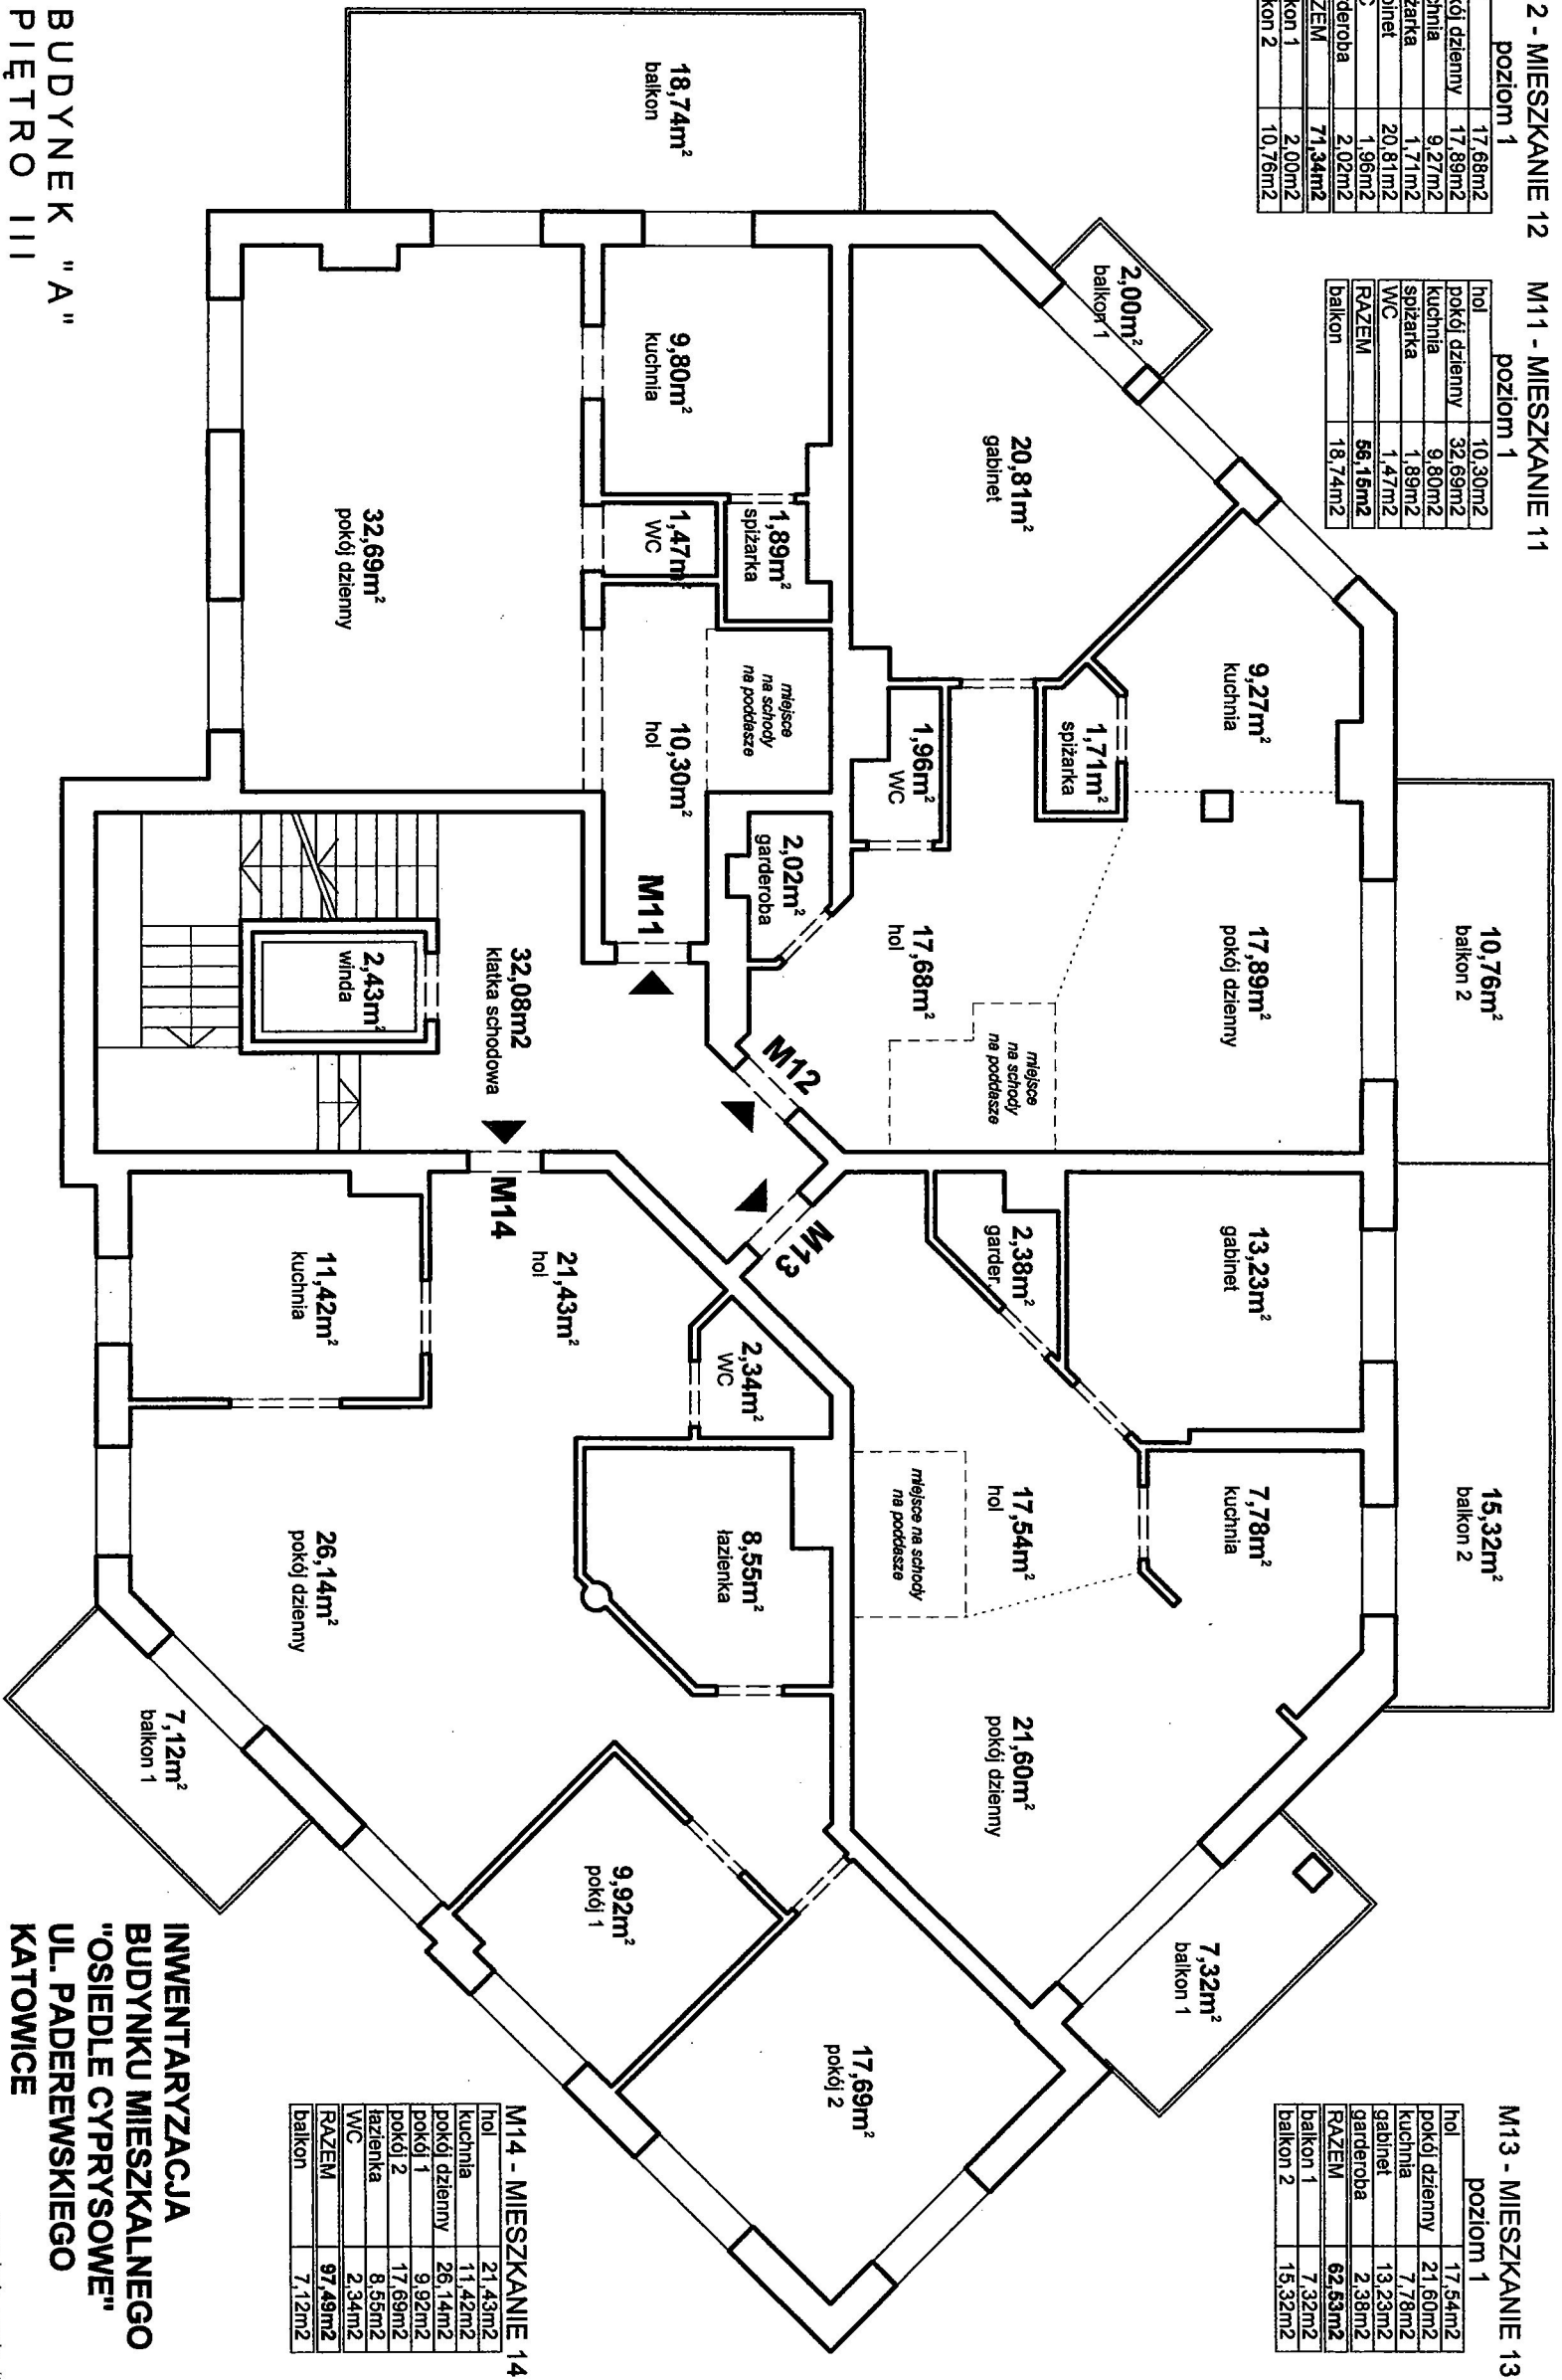 BUDYNEK "A"
PIĘTRO III
2 - MIESZKANIE 12
poziom 1
17,68m2
kój dzienny 17,89m2
chnia 9,27m2
żarka 1,71m2
binet 20,81m2
C 1,96m2
rderoba 2,02m2
ZEM 71,34m2
kon 1 2,00m2
kon 2 10,76m2
M11 - MIESZKANIE 11
poziom 1
hol 10,30m2
pokój dzienny 32,69m2
kuchnia 9,80m2
spiżarka 1,89m2
WC 1,47m2
RAZEM 56,15m2
balkon 18,74m2
M13 - MIESZKANIE 13
poziom 1
hol 17,54m2
pokój dzienny 21,60m2
kuchnia 7,78m2
gabinet 13,23m2
garderoba 2,38m2
RAZEM 62,53m2
balkon 1 7,32m2
balkon 2 15,32m2
M14 - MIESZKANIE 14
hol 21,43m2
kuchnia 11,42m2
pokój dzienny 26,14m2
pokój 1 9,92m2
pokój 2 17,69m2
łazienka 8,55m2
WC 2,34m2
RAZEM 97,49m2
balkon 7,12m2
18,74m²
balkon
2,00m²
balkon 1
20,81m²
gabinet
9,80m²
kuchnia
1,89m²
spiżarka
1,47m²
WC
32,69m²
pokój dzienny
miejsce
na schody
na poddasze
10,30m²
hol
9,27m²
kuchnia
1,71m²
spiżarka
1,96m²
WC
2,02m²
garderoba
17,68m²
hol
17,89m²
pokój dzienny
miejsce
na schody
na poddasze
10,76m²
balkon 2
M11
M12
M13
M14
32,08m2
klatka schodowa
2,43m²
winda
13,23m²
gabinet
2,38m²
garder.
15,32m²
balkon 2
7,78m²
kuchnia
17,54m²
hol
miejsce na schody
na poddasze
21,60m²
pokój dzienny
7,32m²
balkon 1
21,43m²
hol
11,42m²
kuchnia
2,34m²
WC
8,55m²
łazienka
26,14m²
pokój dzienny
7,12m²
balkon 1
9,92m²
pokój 1
17,69m²
pokój 2
INWENTARYZACJA
BUDYNKU MIESZKALNEGO
"OSIEDLE CYPRYSOWE"
UL. PADEREWSKIEGO
KATOWICE